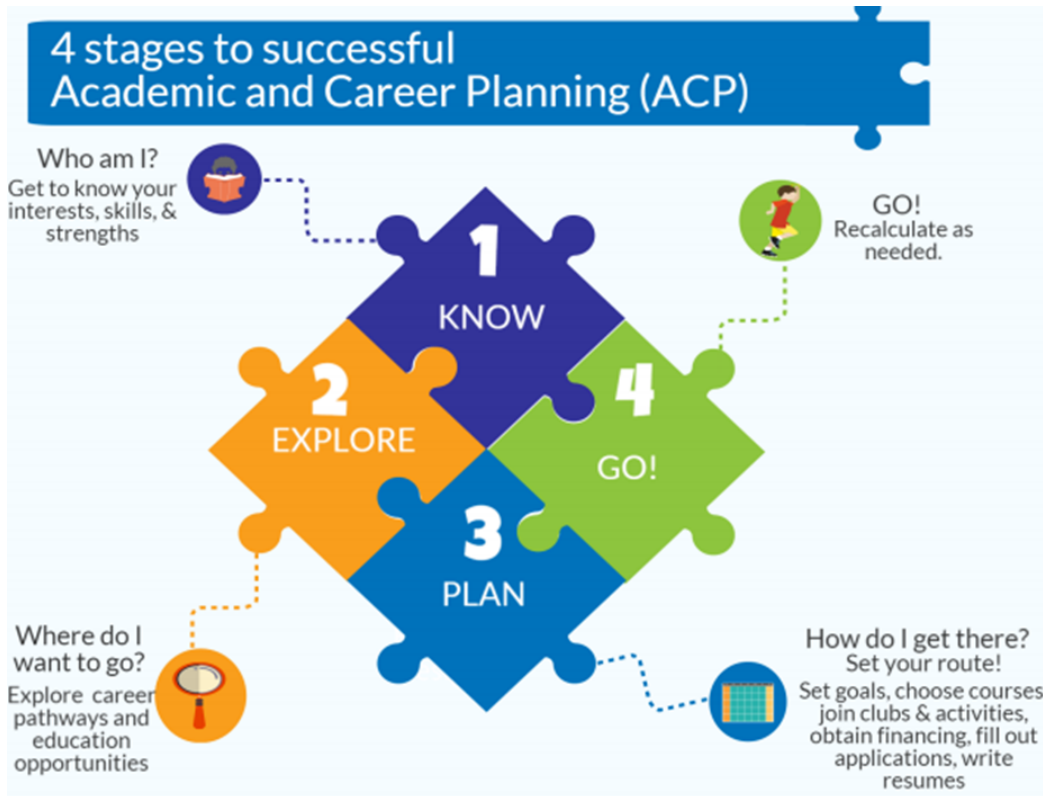 4 stages to successful
Academic and Career Planning (ACP)
Who am I?
Get to know your
interests, skills, &
strengths
1
KNOW
GO!
Recalculate as
needed.
2
EXPLORE
4
GO!
3
PLAN
Where do I
want to go?
Explore career
pathways and
education
opportunities
How do I get there?
Set your route!
Set goals, choose courses
join clubs & activities,
obtain financing, fill out
applications, write
resumes